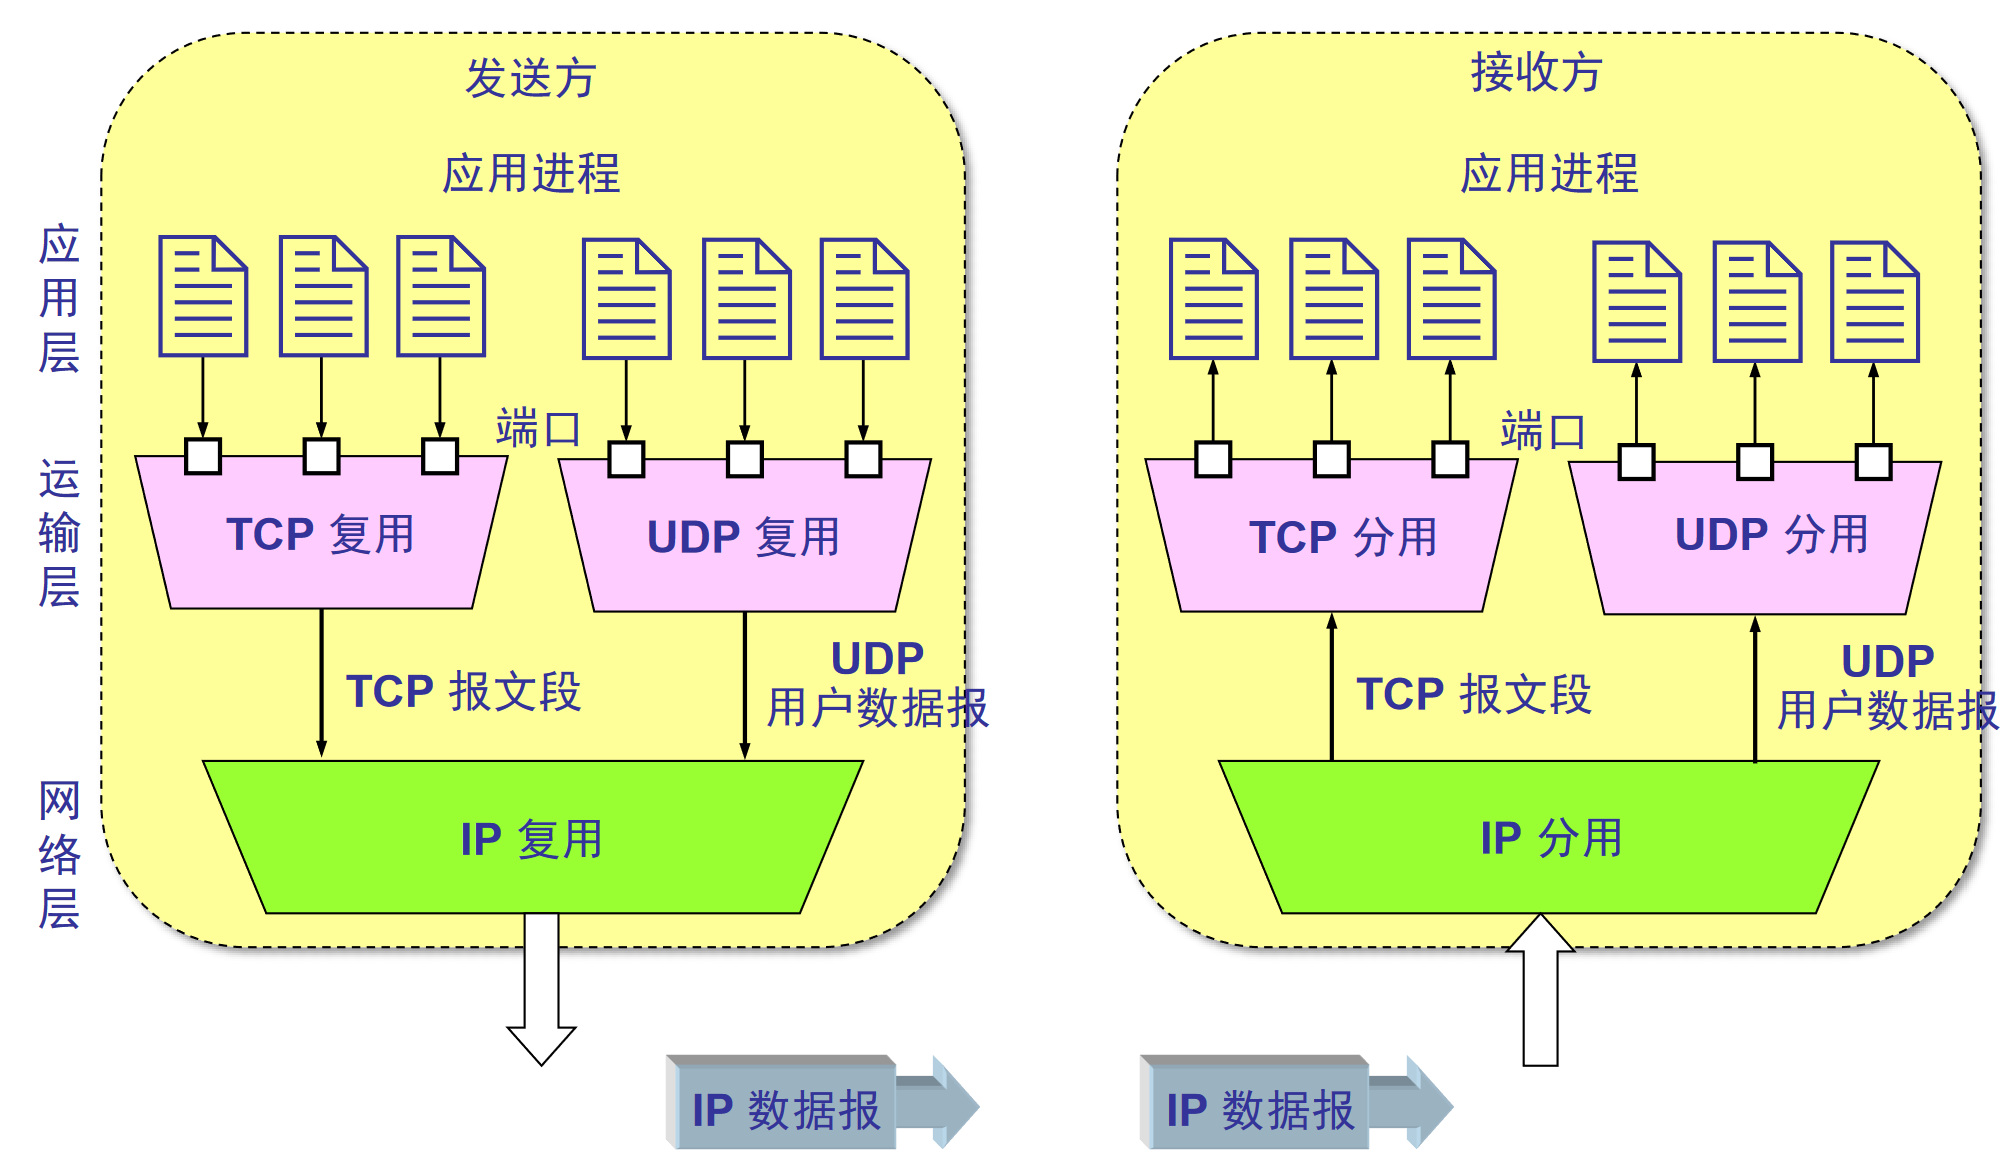 发送方
应用进程
应用层
端口
运输层
TCP 复用
UDP 复用
TCP 报文段
UDP
用户数据报
网络层
IP 复用
IP 数据报
接收方
应用进程
端口
TCP 分用
UDP 分用
TCP 报文段
UDP
用户数据报
IP 分用
IP 数据报